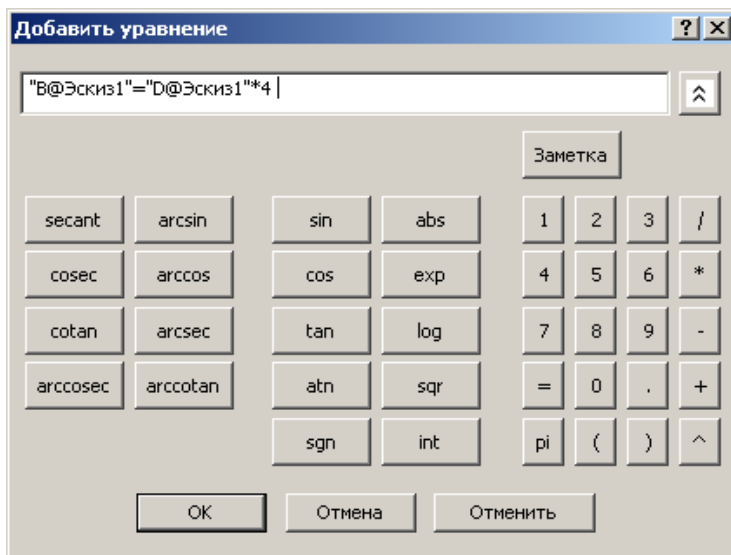 Добавить уравнение
"B@Эскиз1"="D@Эскиз1"*4
Заметка
secant arcsin sin abs 1 2 3 /
cosec arccos cos exp 4 5 6 *
cotan arcsec tan log 7 8 9 -
arccosec arccotan atn sqr = 0 . +
sgn int pi ( ) ^
OK Отмена Отменить